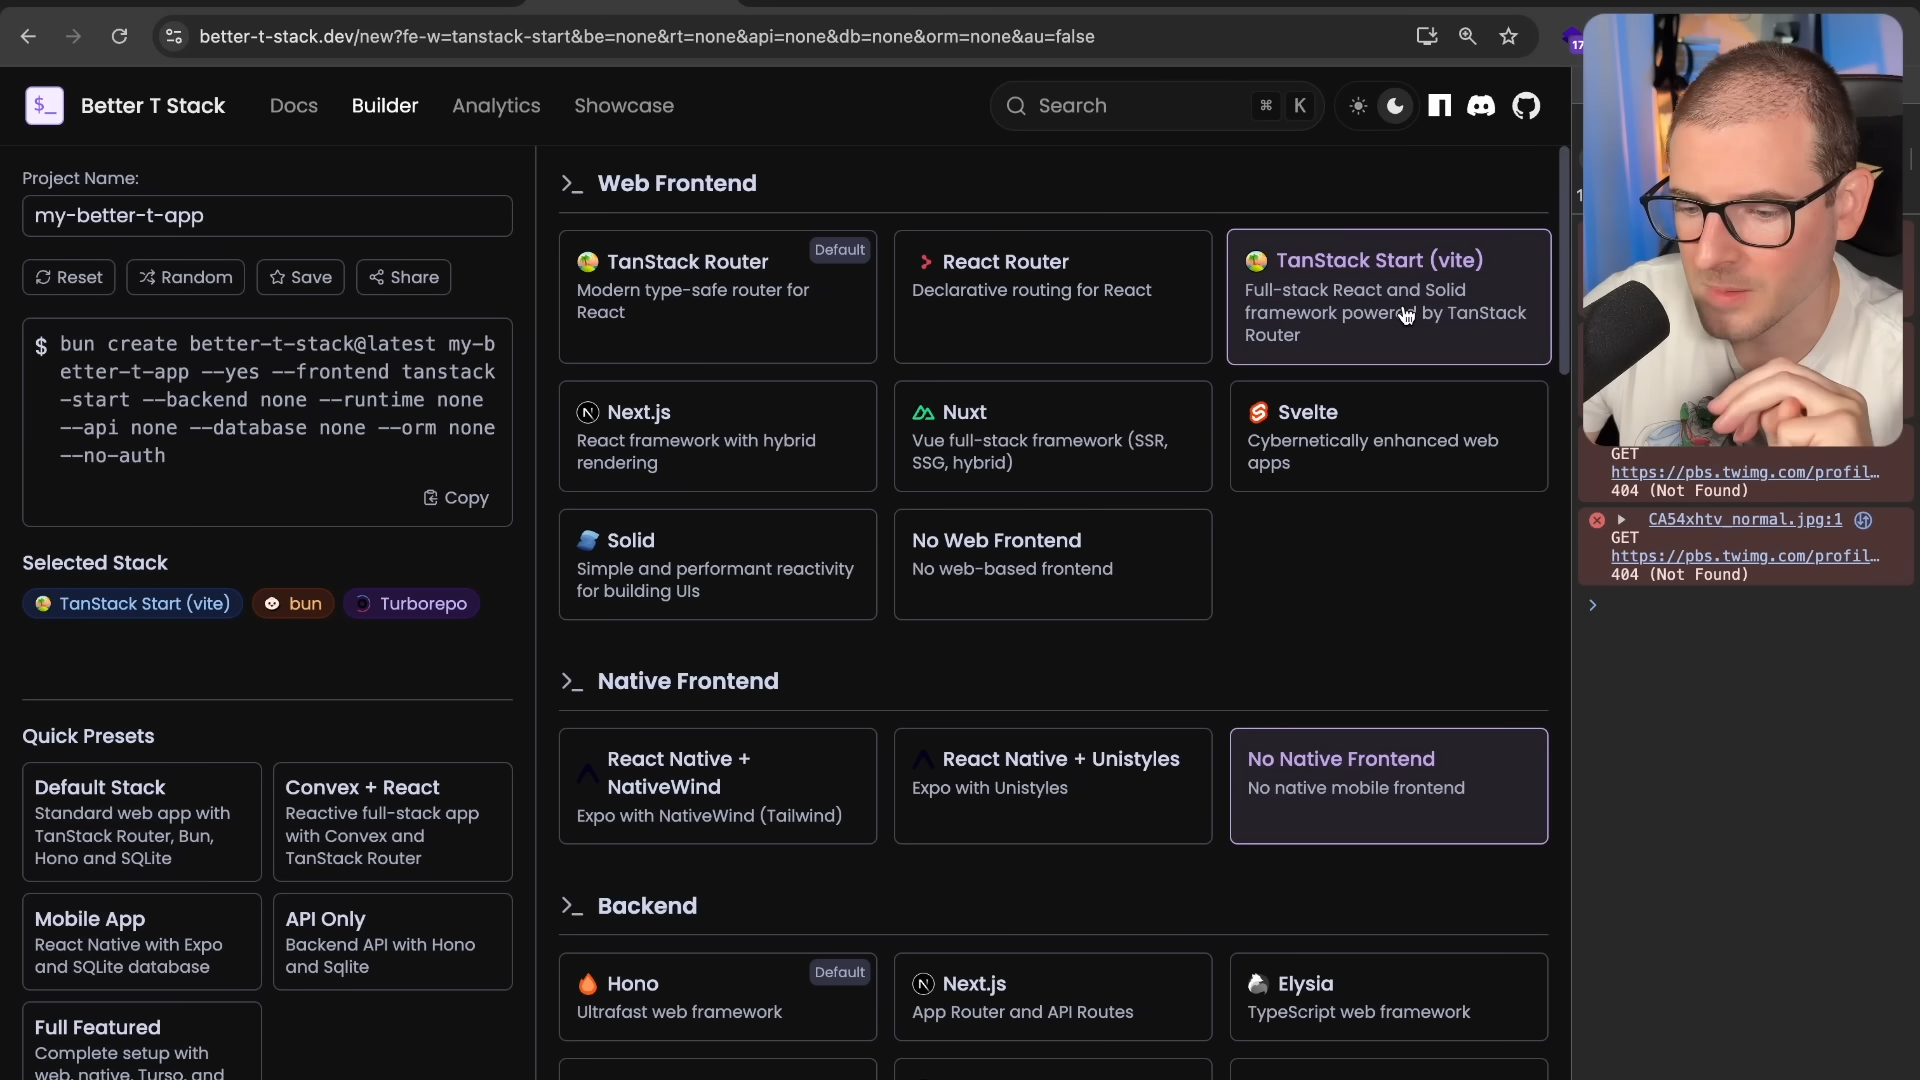 better-t-stack.dev/new?fe-w=tanstack-start&be=none&rt=none&api=none&db=none&orm=none&au=false
17
$_ Better T Stack Docs Builder Analytics Showcase Search ⌘ K
Project Name:
my-better-t-app
Reset Random Save Share
$ bun create better-t-stack@latest my-b
etter-t-app --yes --frontend tanstack
-start --backend none --runtime none
--api none --database none --orm none
--no-auth
Copy
Selected Stack
TanStack Start (vite) bun Turborepo
Quick Presets
Default Stack
Standard web app with
TanStack Router, Bun,
Hono and SQLite
Convex + React
Reactive full-stack app
with Convex and
TanStack Router
Mobile App
React Native with Expo
and SQLite database
API Only
Backend API with Hono
and Sqlite
Full Featured
Complete setup with
web, native, Turso, and
>_ Web Frontend
TanStack Router
Default
Modern type-safe router for
React
React Router
Declarative routing for React
TanStack Start (vite)
Full-stack React and Solid
framework powered by TanStack
Router
N Next.js
React framework with hybrid
rendering
Nuxt
Vue full-stack framework (SSR,
SSG, hybrid)
Svelte
Cybernetically enhanced web
apps
Solid
Simple and performant reactivity
for building UIs
No Web Frontend
No web-based frontend
>_ Native Frontend
React Native +
NativeWind
Expo with NativeWind (Tailwind)
React Native + Unistyles
Expo with Unistyles
No Native Frontend
No native mobile frontend
>_ Backend
Hono
Default
Ultrafast web framework
N Next.js
App Router and API Routes
Elysia
TypeScript web framework
GET
https://pbs.twimg.com/profil…
404 (Not Found)
CA54xhtv_normal.jpg:1
GET
https://pbs.twimg.com/profil…
404 (Not Found)